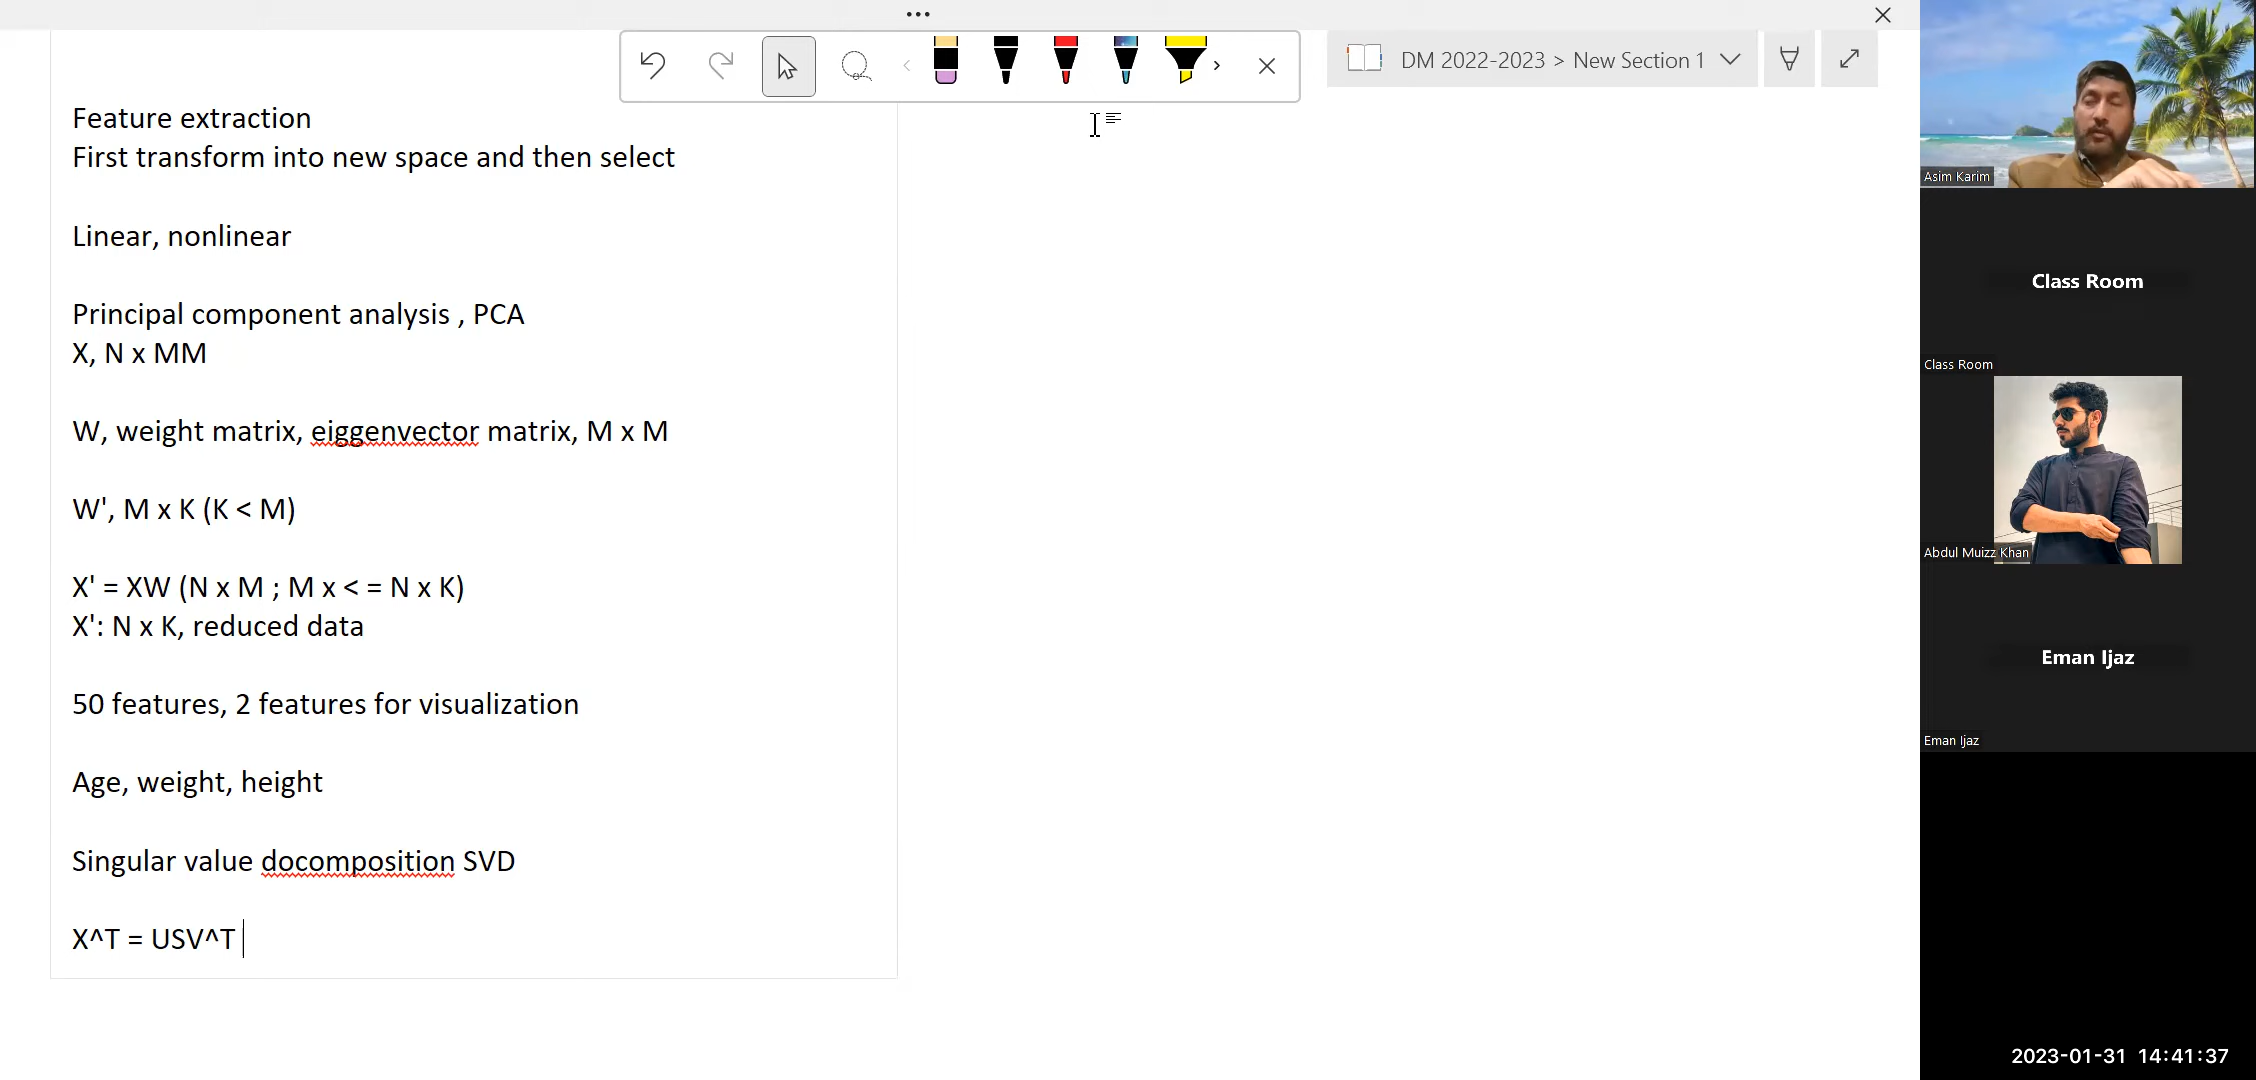 DM 2022-2023 > New Section 1
Feature extraction
First transform into new space and then select
Linear, nonlinear
Principal component analysis , PCA
X, N x MM
W, weight matrix, eiggenvector matrix, M x M
W', M x K (K < M)
X' = XW (N x M ; M x < = N x K)
X': N x K, reduced data
50 features, 2 features for visualization
Age, weight, height
Singular value docomposition SVD
X^T = USV^T
Asim Karim
Class Room
Class Room
Abdul Muizz Khan
Eman Ijaz
Eman Ijaz
2023-01-31 14:41:37